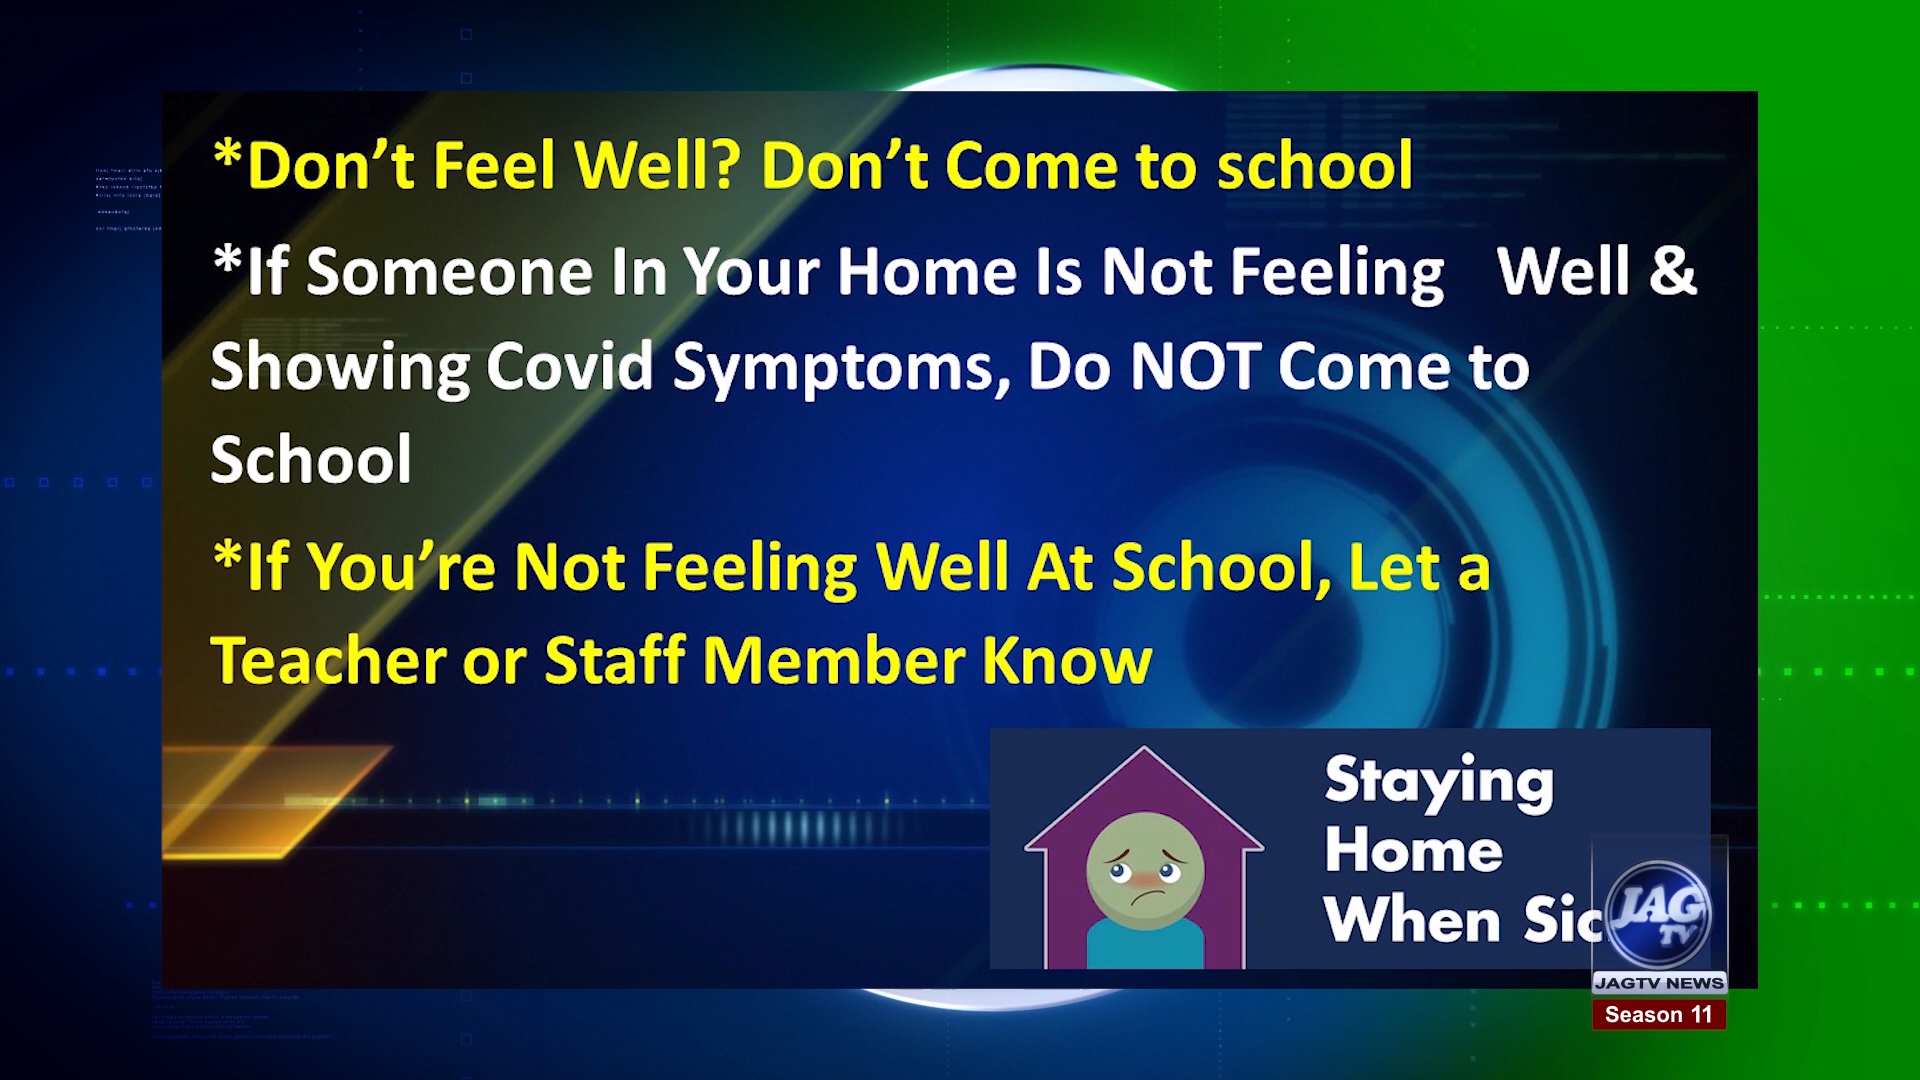 *Don’t Feel Well? Don’t Come to school
*If Someone In Your Home Is Not Feeling   Well &
Showing Covid Symptoms, Do NOT Come to
School
*If You’re Not Feeling Well At School, Let a
Teacher or Staff Member Know
Staying
Home
When Sic
JAG
TV
JAGTV NEWS
Season 11